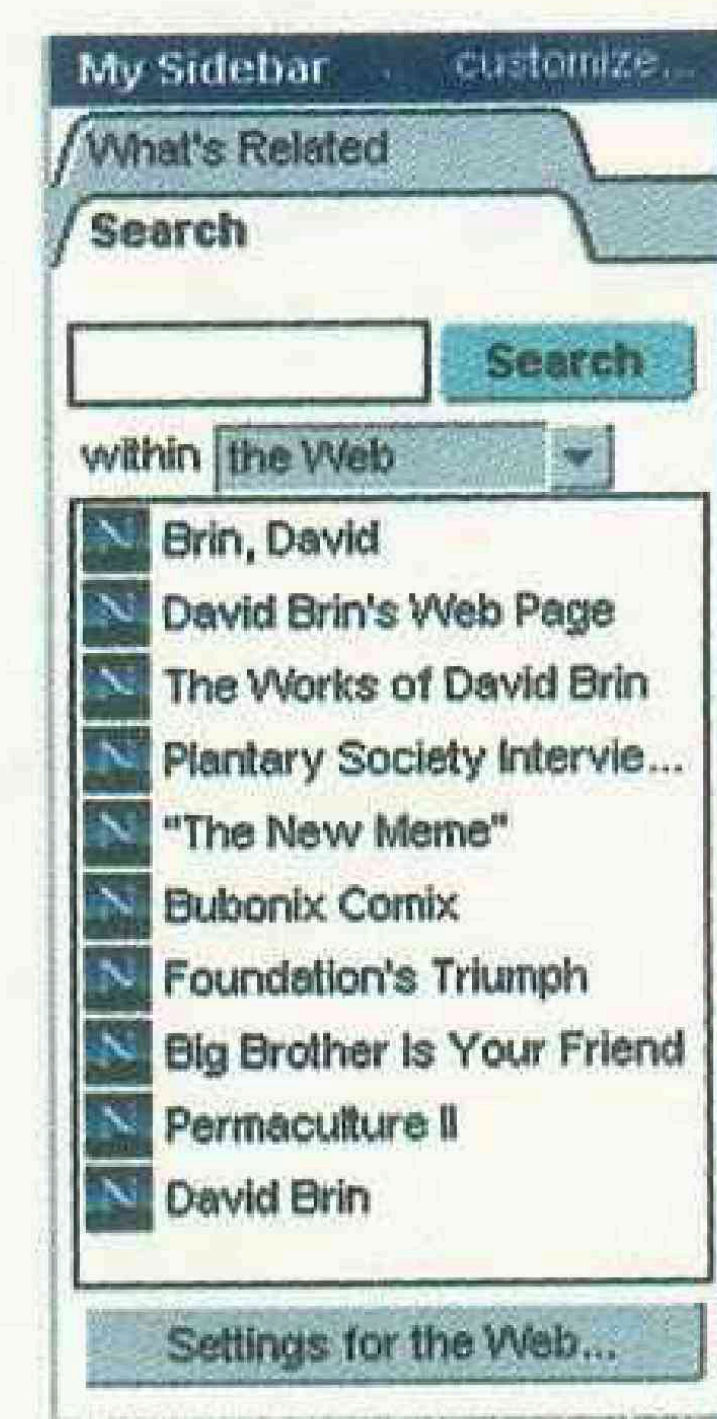 My Sidebar customize...
What's Related
Search
Search
within the Web
Brin, David
David Brin's Web Page
The Works of David Brin
Plantary Society Intervie...
"The New Meme"
Bubonix Comix
Foundation's Triumph
Big Brother Is Your Friend
Permaculture II
David Brin
Settings for the Web...